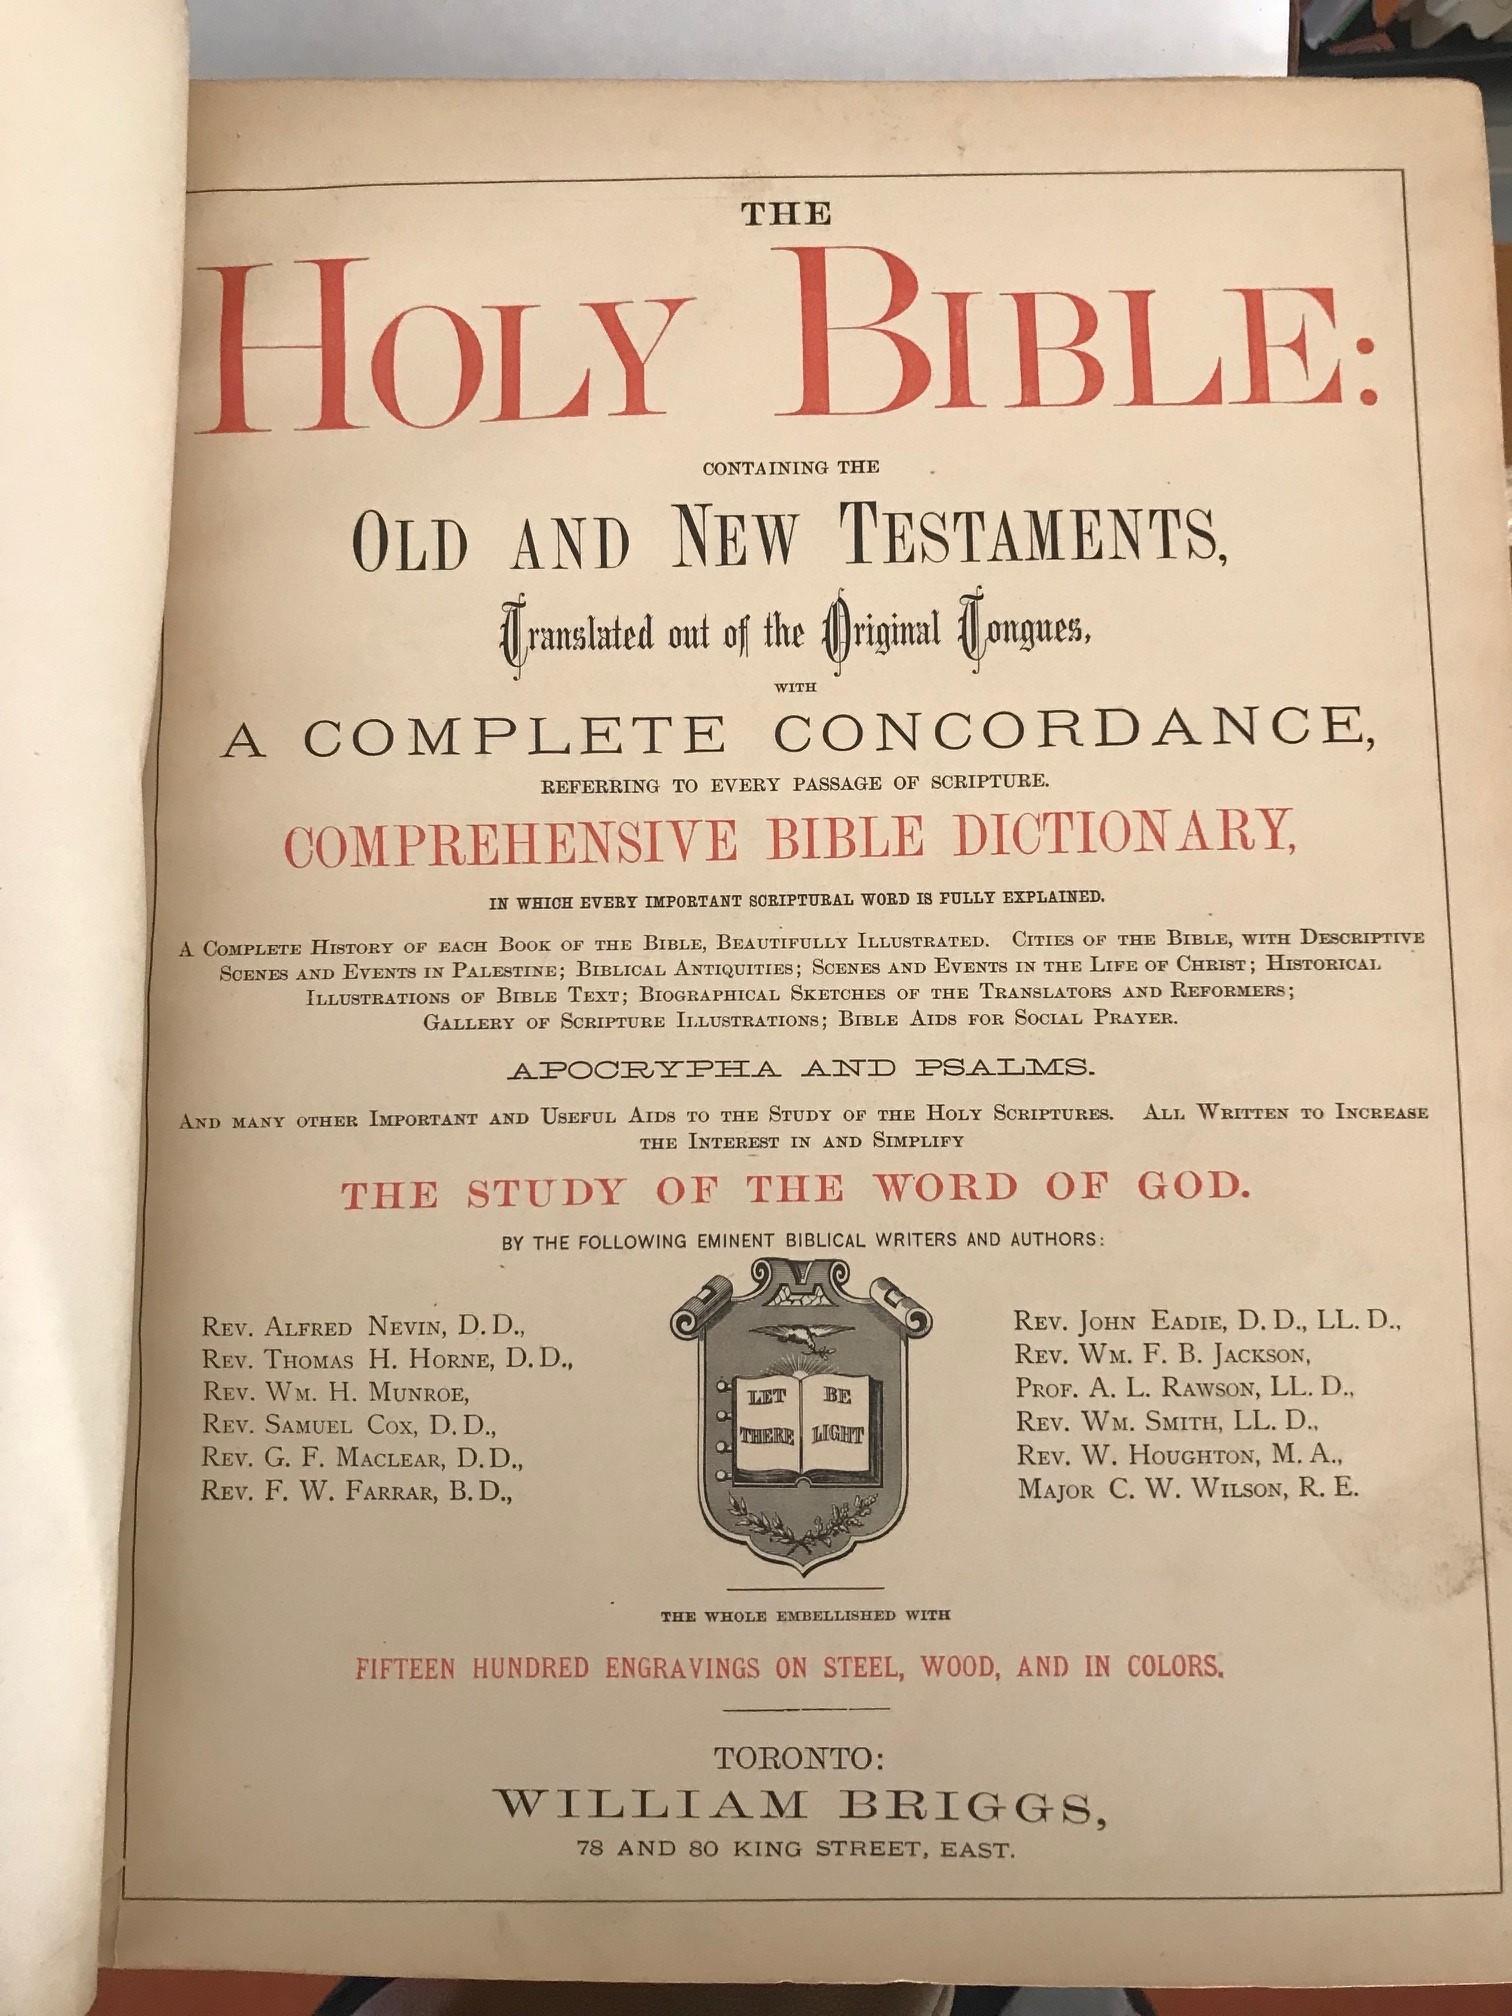 THE
HOLY BIBLE:
CONTAINING THE
OLD AND NEW TESTAMENTS,
Translated out of the Original Tongues,
WITH
A COMPLETE CONCORDANCE,
REFERRING TO EVERY PASSAGE OF SCRIPTURE.
COMPREHENSIVE BIBLE DICTIONARY,
IN WHICH EVERY IMPORTANT SCRIPTURAL WORD IS FULLY EXPLAINED.
A COMPLETE HISTORY OF EACH BOOK OF THE BIBLE, BEAUTIFULLY ILLUSTRATED. CITIES OF THE BIBLE, WITH DESCRIPTIVE
SCENES AND EVENTS IN PALESTINE; BIBLICAL ANTIQUITIES; SCENES AND EVENTS IN THE LIFE OF CHRIST; HISTORICAL
ILLUSTRATIONS OF BIBLE TEXT; BIOGRAPHICAL SKETCHES OF THE TRANSLATORS AND REFORMERS;
GALLERY OF SCRIPTURE ILLUSTRATIONS; BIBLE AIDS FOR SOCIAL PRAYER.
APOCRYPHA AND PSALMS.
AND MANY OTHER IMPORTANT AND USEFUL AIDS TO THE STUDY OF THE HOLY SCRIPTURES. ALL WRITTEN TO INCREASE
THE INTEREST IN AND SIMPLIFY
THE STUDY OF THE WORD OF GOD.
BY THE FOLLOWING EMINENT BIBLICAL WRITERS AND AUTHORS:
REV. ALFRED NEVIN, D. D.,
REV. THOMAS H. HORNE, D. D.,
REV. WM. H. MUNROE,
REV. SAMUEL COX, D. D.,
REV. G. F. MACLEAR, D. D.,
REV. F. W. FARRAR, B. D.,
LET BE
THERE LIGHT
REV. JOHN EADIE, D. D., LL. D.,
REV. WM. F. B. JACKSON,
PROF. A. L. RAWSON, LL. D.,
REV. WM. SMITH, LL. D.,
REV. W. HOUGHTON, M. A.,
MAJOR C. W. WILSON, R. E.
THE WHOLE EMBELLISHED WITH
FIFTEEN HUNDRED ENGRAVINGS ON STEEL, WOOD, AND IN COLORS.
TORONTO:
WILLIAM BRIGGS,
78 AND 80 KING STREET, EAST.